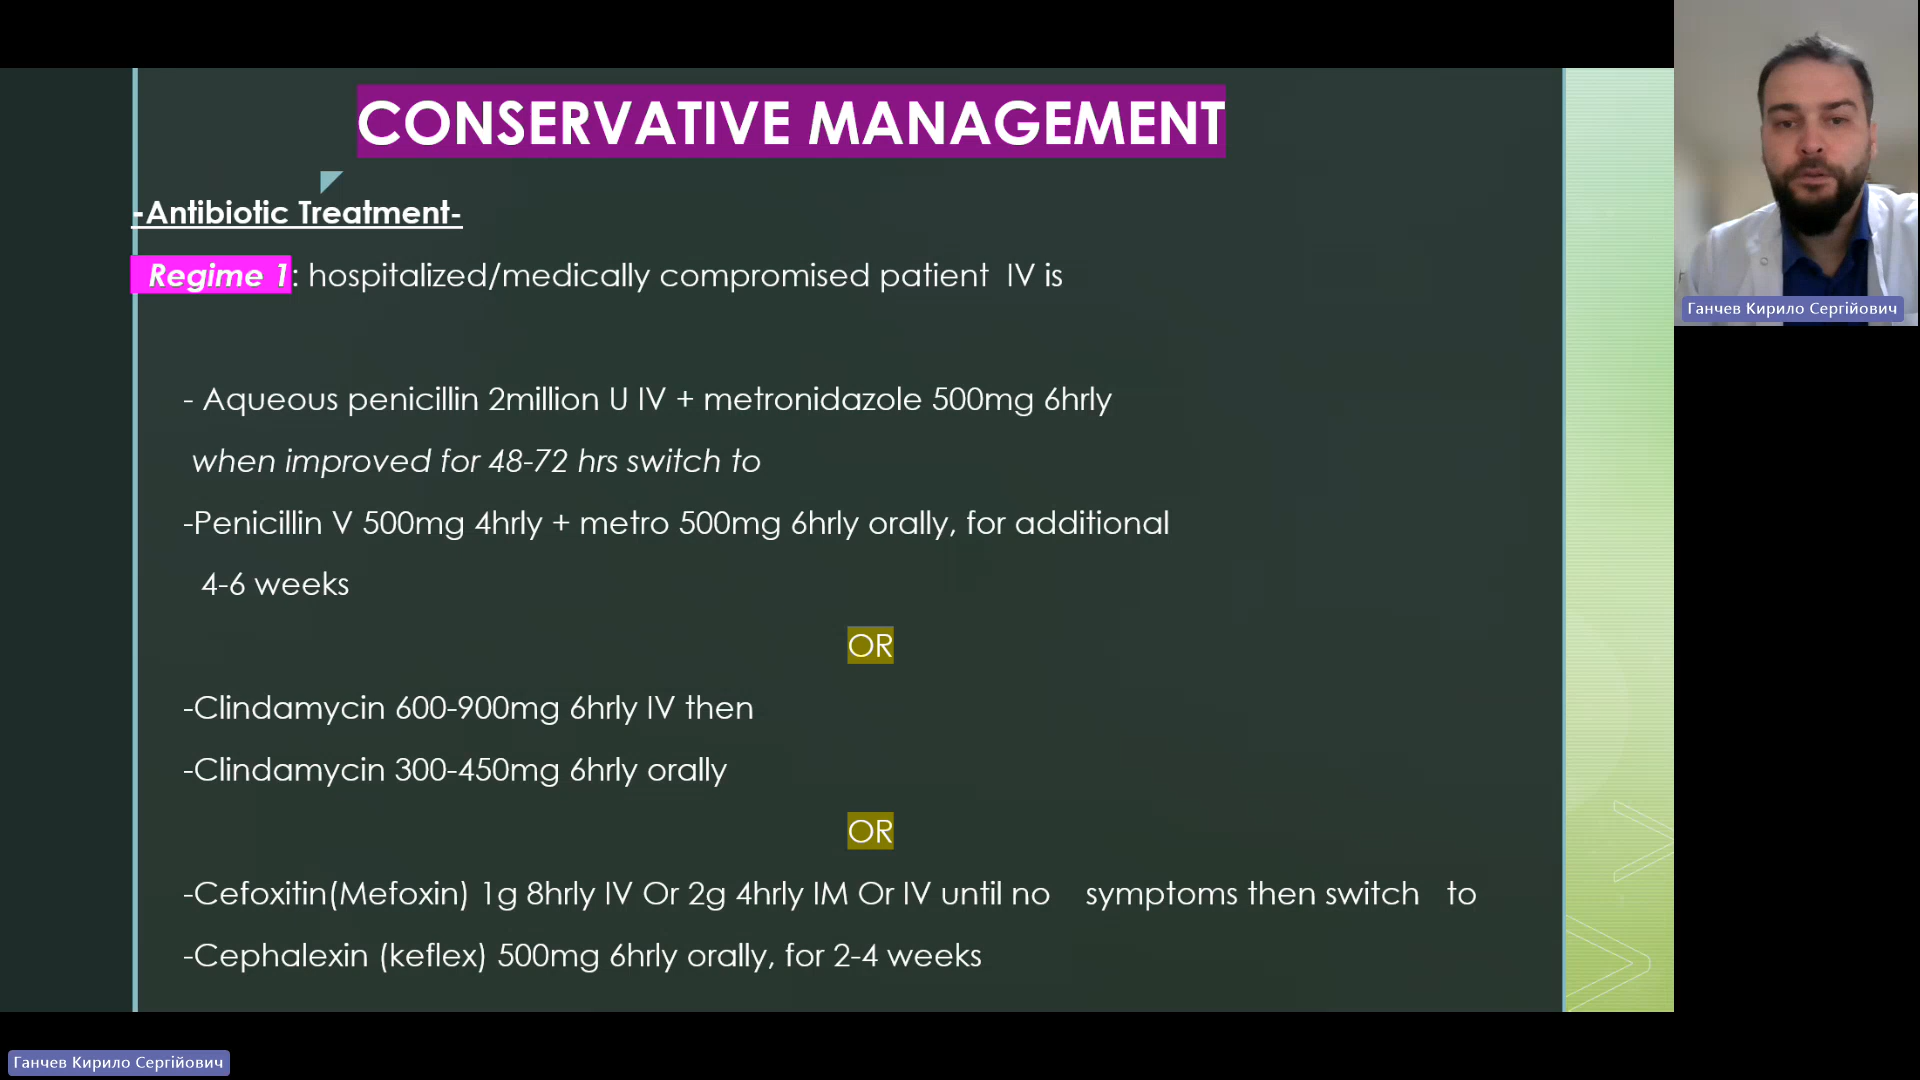 CONSERVATIVE MANAGEMENT
-Antibiotic Treatment-
Regime 1: hospitalized/medically compromised patient IV is
- Aqueous penicillin 2million U IV + metronidazole 500mg 6hrly
when improved for 48-72 hrs switch to
-Penicillin V 500mg 4hrly + metro 500mg 6hrly orally, for additional
4-6 weeks
OR
-Clindamycin 600-900mg 6hrly IV then
-Clindamycin 300-450mg 6hrly orally
OR
-Cefoxitin(Mefoxin) 1g 8hrly IV Or 2g 4hrly IM Or IV until no symptoms then switch to
-Cephalexin (keflex) 500mg 6hrly orally, for 2-4 weeks
Ганчев Кирило Сергійович
Ганчев Кирило Сергійович